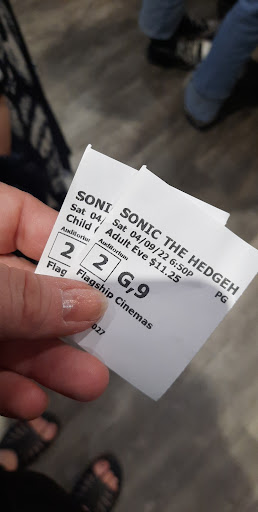 SONI
Sat 04/
Child
Auditorium
2
Flag
SONIC THE HEDGEH
Sat 04/09/22 6:50P
PG
Adult Eve $11.25
Auditorium
2
G,9
Flagship Cinemas
027